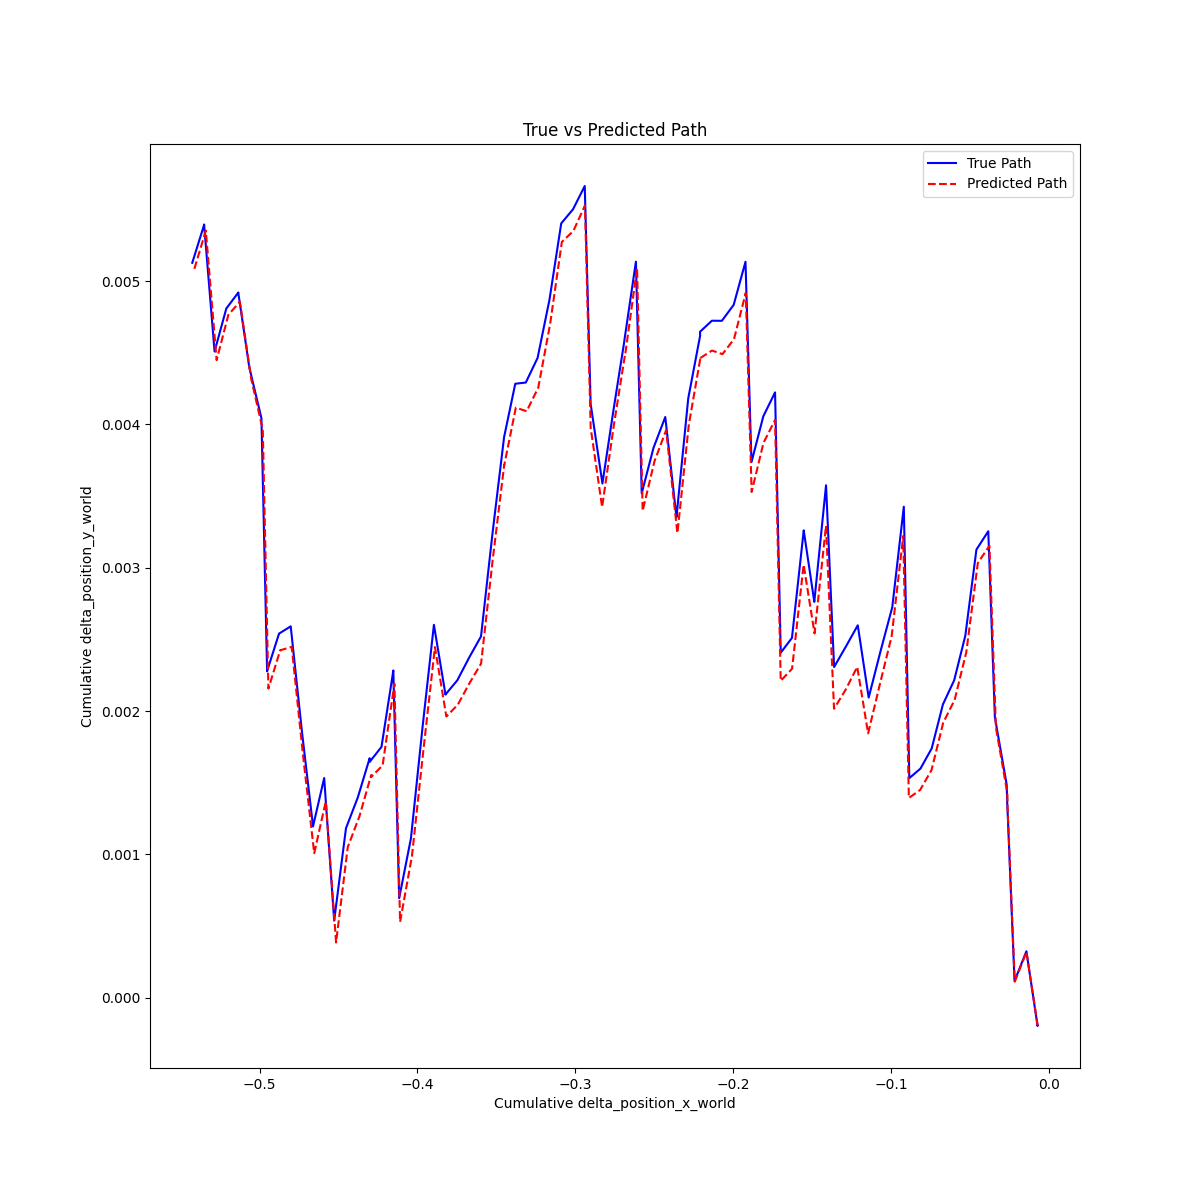 True vs Predicted Path
True Path
Predicted Path
0.005
0.004
0.003
0.002
0.001
0.000
Cumulative delta_position_y_world
−0.5
−0.4
−0.3
−0.2
−0.1
0.0
Cumulative delta_position_x_world